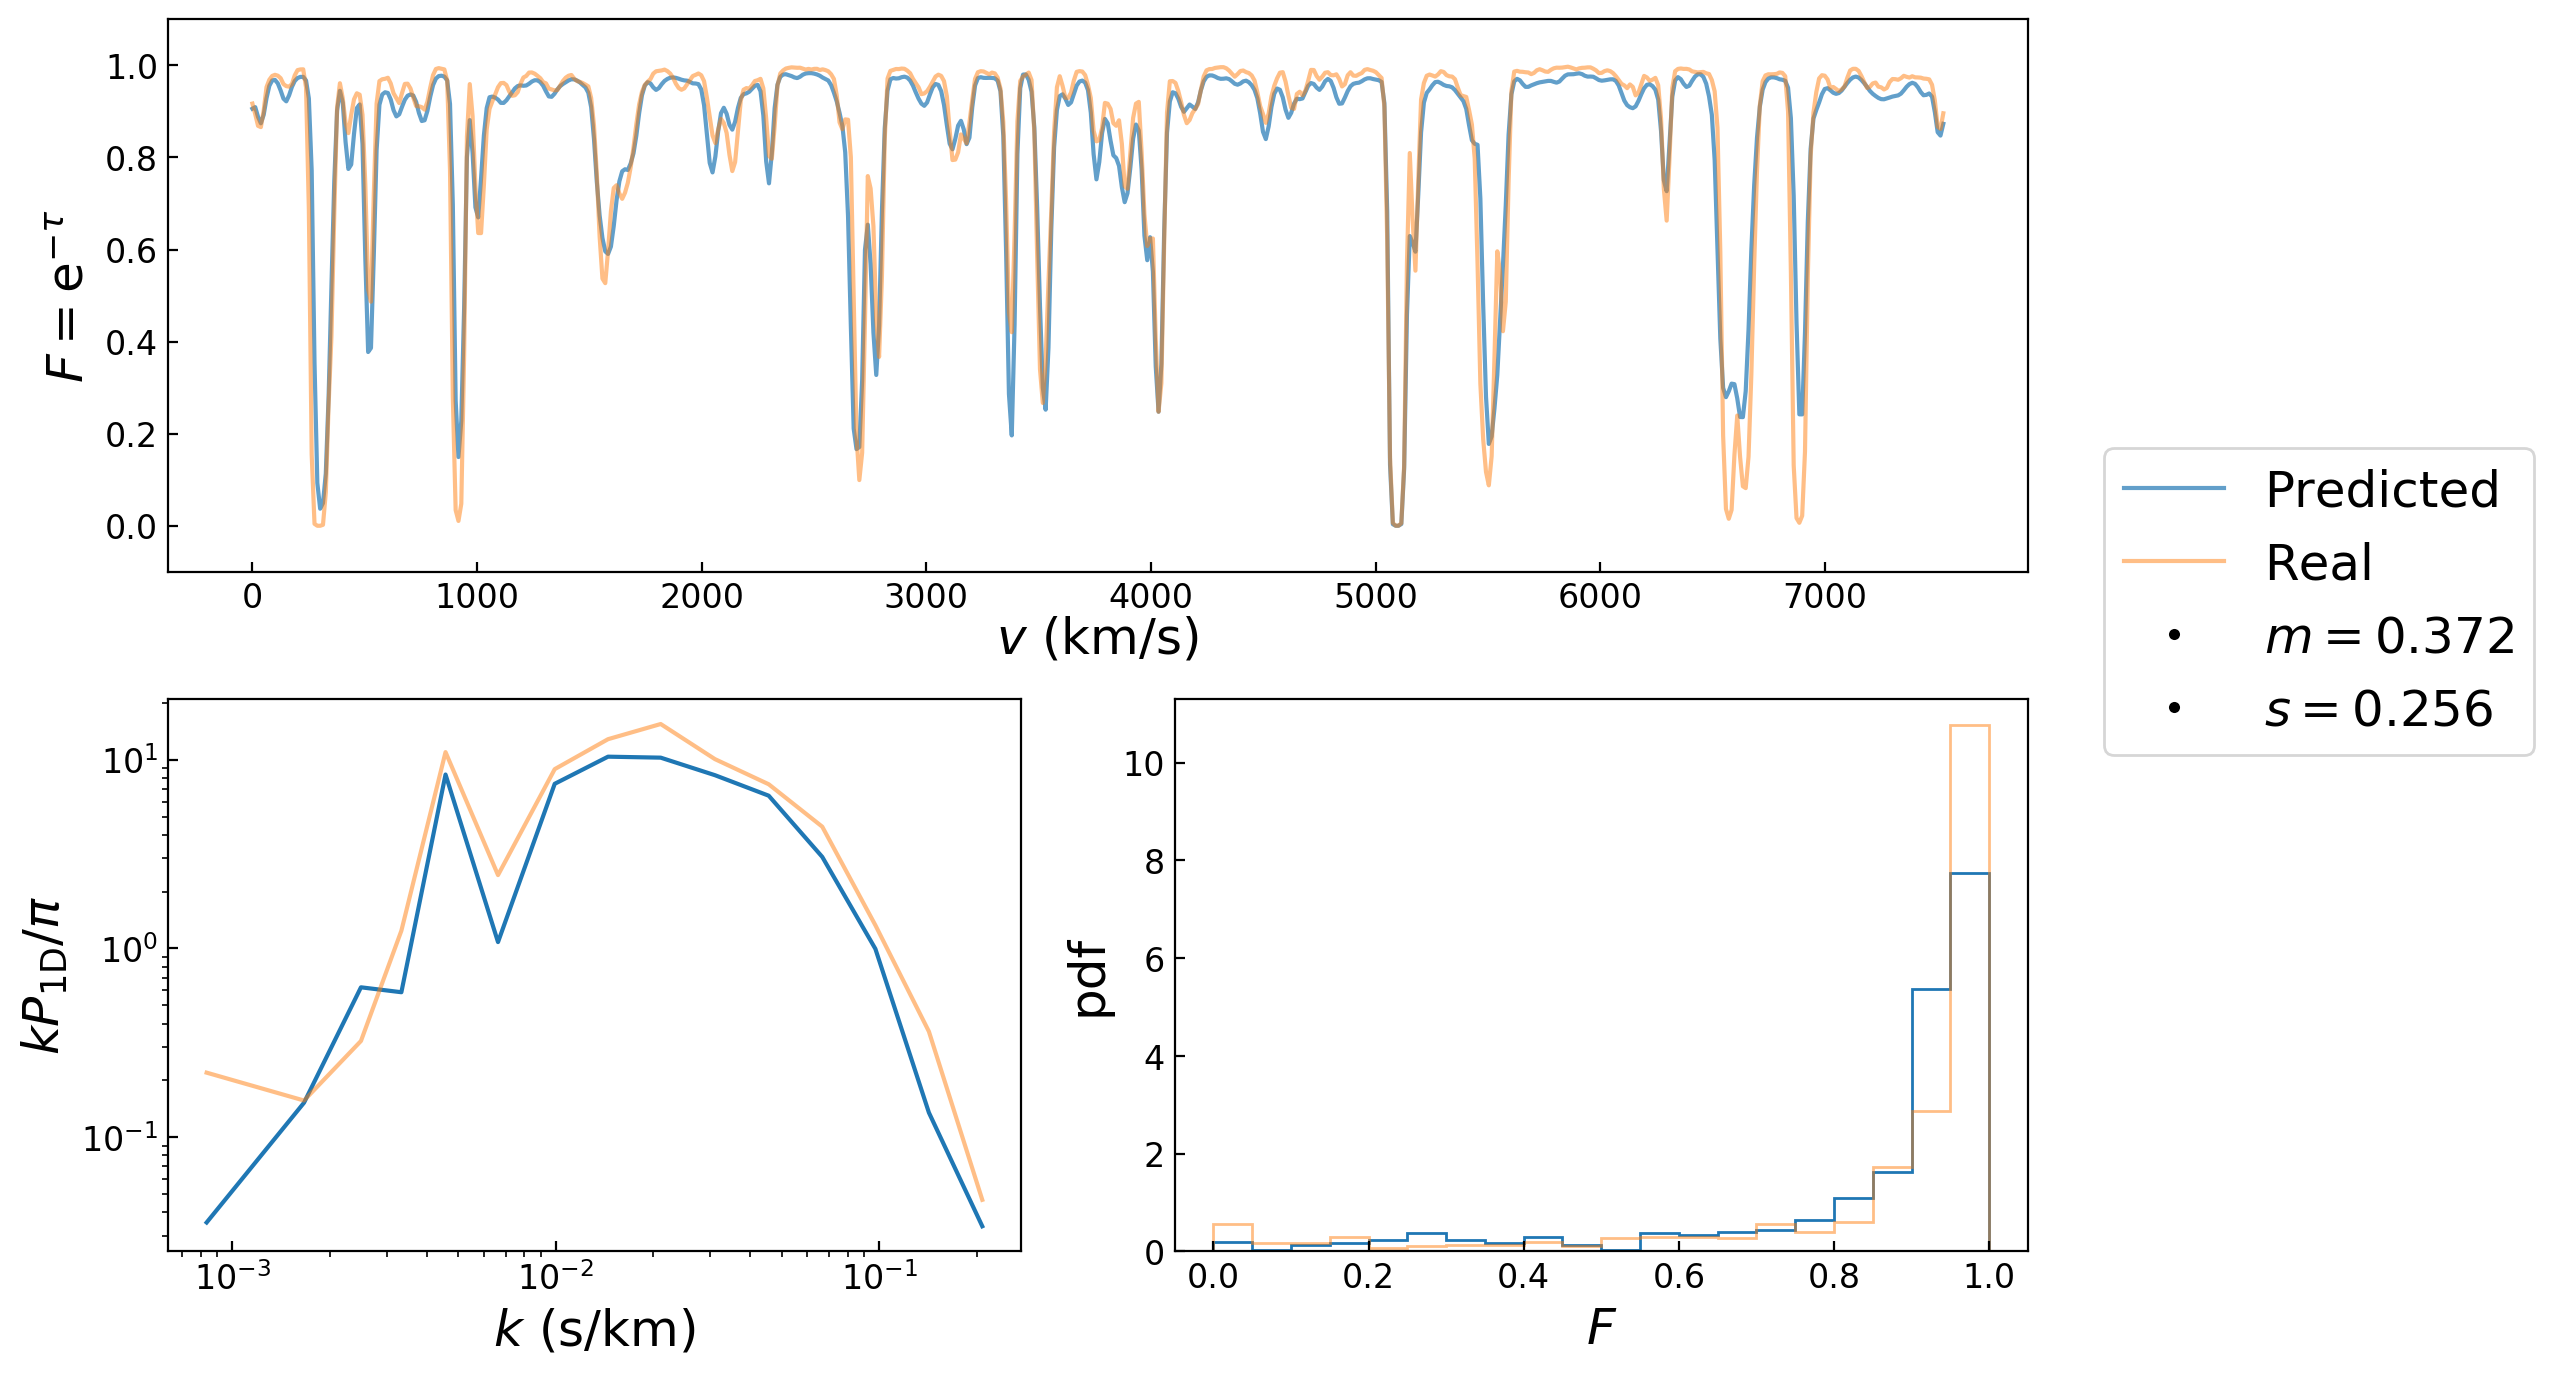 F = e^{−τ}
1.0
0.8
0.6
0.4
0.2
0.0
0 1000 2000 3000 4000 5000 6000 7000
v (km/s)
Predicted
Real
m = 0.372
s = 0.256
kP_{1D}/π
10^1
10^0
10^{−1}
10^{−3} 10^{−2} 10^{−1}
k (s/km)
pdf
10
8
6
4
2
0
0.0 0.2 0.4 0.6 0.8 1.0
F